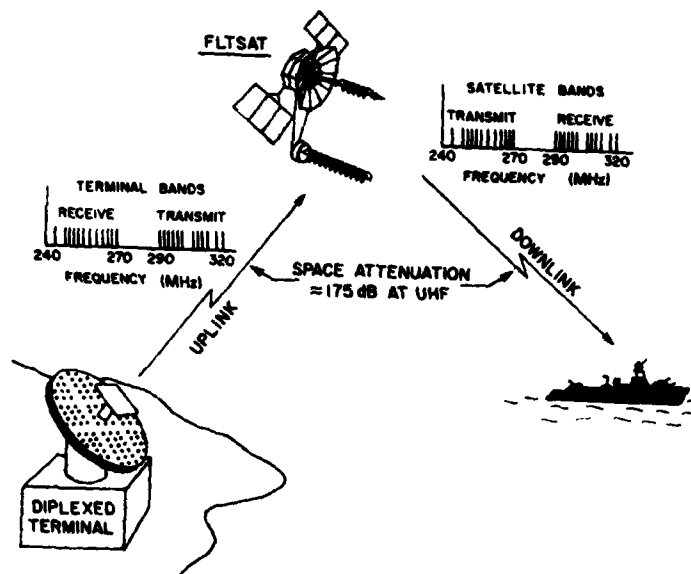 FLTSAT
SATELLITE BANDS
TRANSMIT RECEIVE
240 270 290 320
FREQUENCY (MHz)
TERMINAL BANDS
RECEIVE TRANSMIT
240 270 290 320
FREQUENCY (MHz)
SPACE ATTENUATION
≈175 dB AT UHF
UPLINK
DOWNLINK
DIPLEXED
TERMINAL